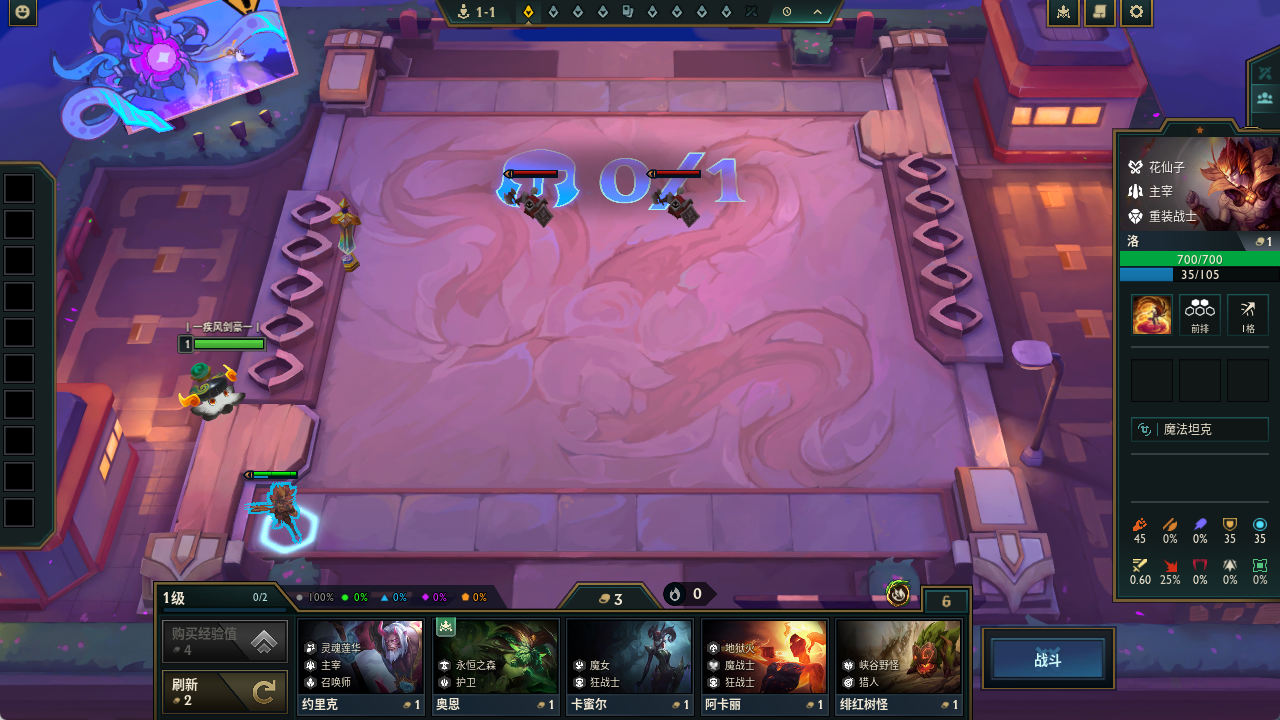 1-1
0/1
丨一疾风剑豪一丨
1
花仙子
主宰
重装战士
洛
1
700/700
35/105
前排
1格
魔法坦克
45
0%
0%
35
35
0.60
25%
0%
0%
0%
1级
0/2
100%
0%
0%
0%
0%
3
0
6
购买经验值
4
刷新
2
灵魂莲华
主宰
召唤师
约里克
1
永恒之森
护卫
奥恩
1
魔女
狂战士
卡蜜尔
1
地狱火
魔战士
狂战士
阿卡丽
1
峡谷野怪
猎人
绯红树怪
1
战斗